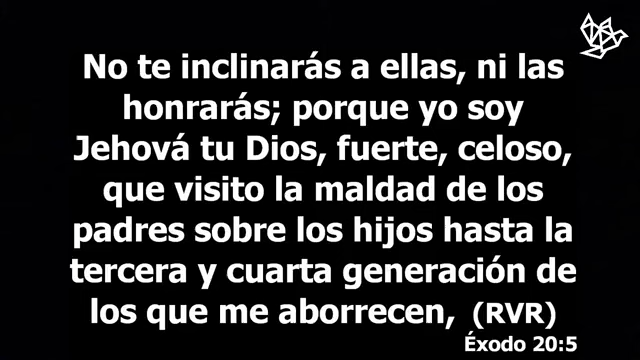 No te inclinarás a ellas, ni las
honrarás; porque yo soy
Jehová tu Dios, fuerte, celoso,
que visito la maldad de los
padres sobre los hijos hasta la
tercera y cuarta generación de
los que me aborrecen, (RVR)
Éxodo 20:5